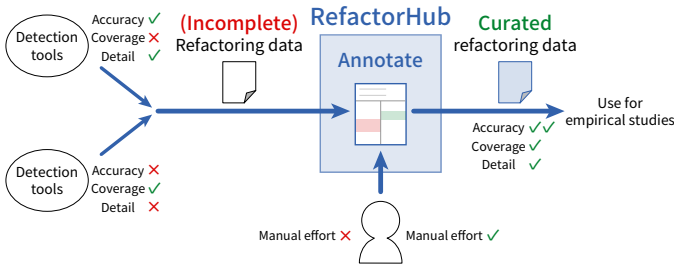 Detection
tools
Accuracy ✓
Coverage ✕
Detail ✓
(Incomplete)
Refactoring data
RefactorHub
Annotate
Curated
refactoring data
Accuracy ✓✓
Coverage ✓
Detail ✓
Use for
empirical studies
Detection
tools
Accuracy ✕
Coverage ✓
Detail ✕
Manual effort ✕
Manual effort ✓